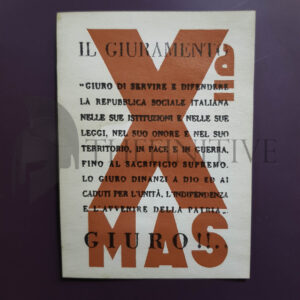 IL GIURAMENTO
Xª
"GIURO DI SERVIRE E DIFENDERE
LA REPUBBLICA SOCIALE ITALIANA
NELLE SUE ISTITUZIONI E NELLE SUE
LEGGI, NEL SUO ONORE E NEL SUO
TERRITORIO, IN PACE E IN GUERRA,
FINO AL SACRIFICIO SUPREMO.
LO GIURO DINANZI A DIO ED AI
CADUTI PER L'UNITÀ, L'INDIPENDENZA
E L'AVVENIRE DELLA PATRIA„.
GIURO!!..
MAS